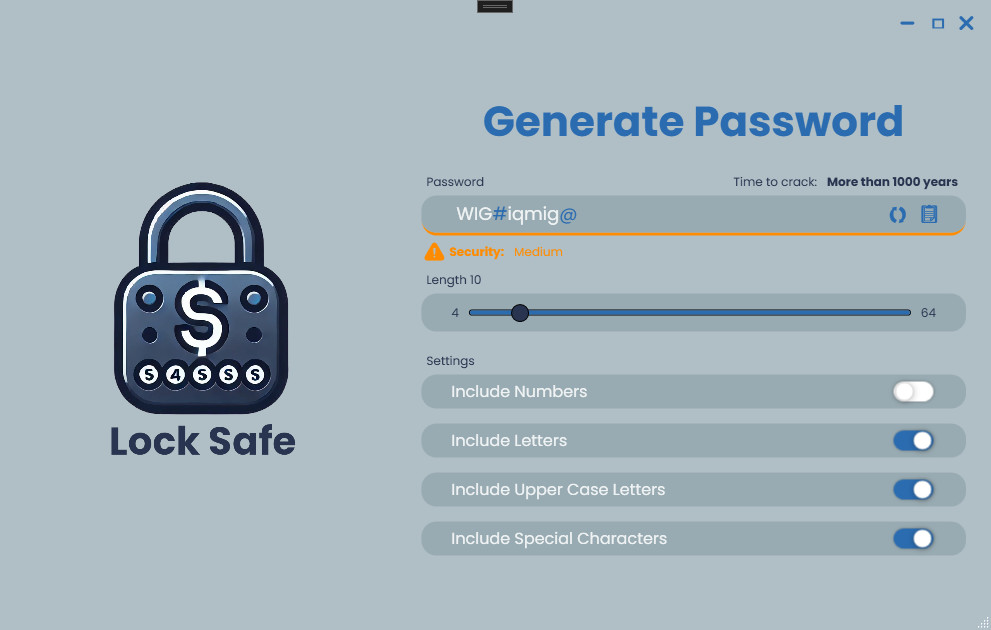 Generate Password
Password Time to crack: More than 1000 years
WIG#iqmig@
Security: Medium
Length 10
4 64
Settings
Include Numbers
Include Letters
Include Upper Case Letters
Include Special Characters
$
S 4 S S S
Lock Safe